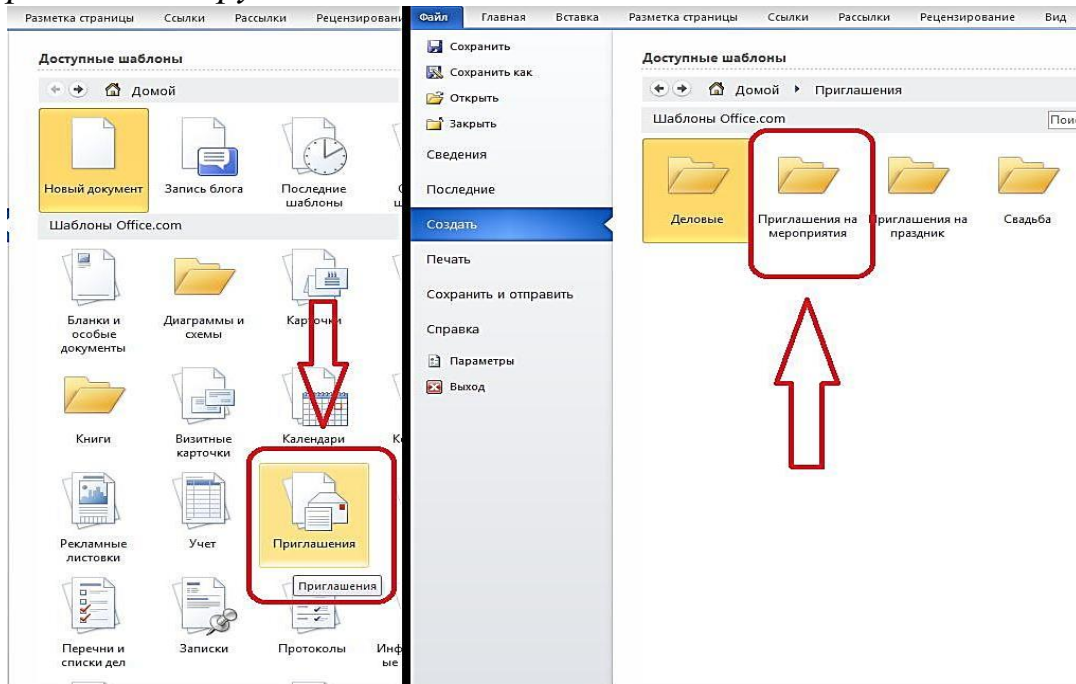 Разметка страницы Ссылки Рассылки
Доступные шаблоны
Домой
Новый документ
Запись блога
Последние
шаблоны
Шаблоны Office.com
Бланки и
особые
документы
Диаграммы и
схемы
Карточки
Книги
Визитные
карточки
Календари
Рекламные
листовки
Учет
Приглашения
Приглашения
Перечни и
списки дел
Записки
Протоколы
Файл Главная Вставка Разметка страницы Ссылки Рассылки Рецензирование Вид
Сохранить
Сохранить как
Открыть
Закрыть
Сведения
Последние
Создать
Печать
Сохранить и отправить
Справка
Параметры
Выход
Доступные шаблоны
Домой Приглашения
Шаблоны Office.com
Деловые
Приглашения на
мероприятия
Приглашения на
праздник
Свадьба